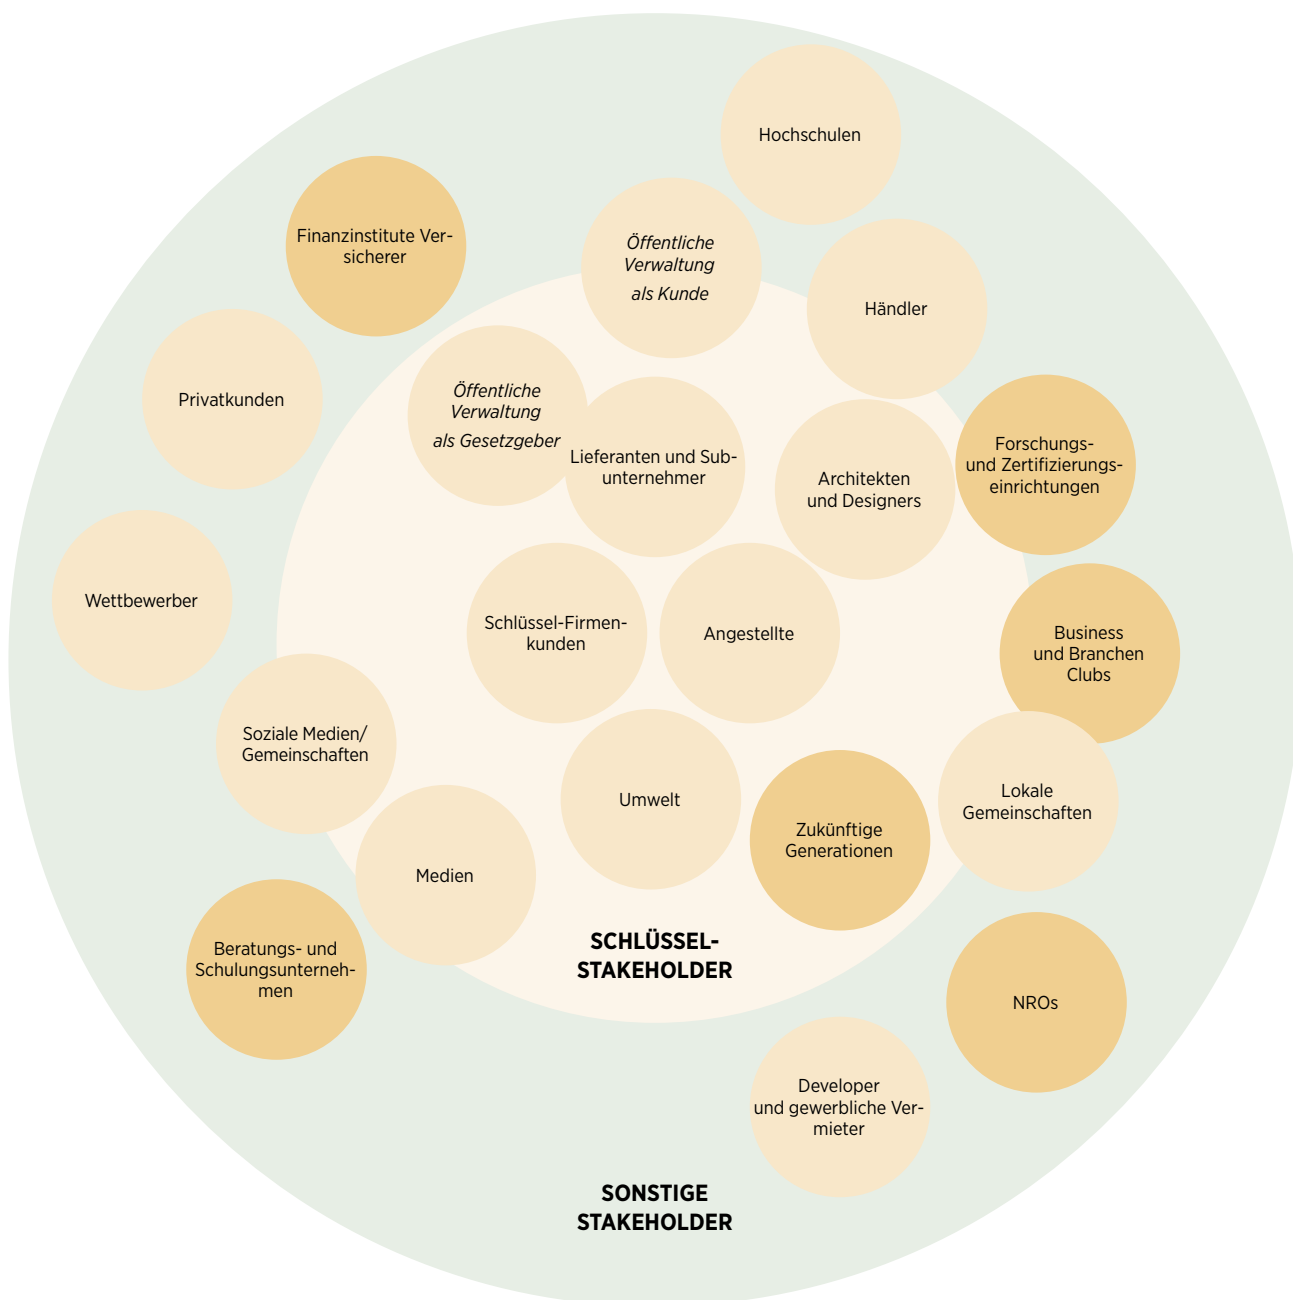 Hochschulen
Finanzinstitute Ver-
sicherer
Öffentliche
Verwaltung
als Kunde
Händler
Privatkunden
Öffentliche
Verwaltung
als Gesetzgeber
Lieferanten und Sub-
unternehmer
Architekten
und Designers
Forschungs-
und Zertifizierungs-
einrichtungen
Wettbewerber
Schlüssel-Firmen-
kunden
Angestellte
Business
und Branchen
Clubs
Soziale Medien/
Gemeinschaften
Umwelt
Zukünftige
Generationen
Lokale
Gemeinschaften
Medien
SCHLÜSSEL-
STAKEHOLDER
Beratungs- und
Schulungsunterneh-
men
NROs
Developer
und gewerbliche Ver-
mieter
SONSTIGE
STAKEHOLDER